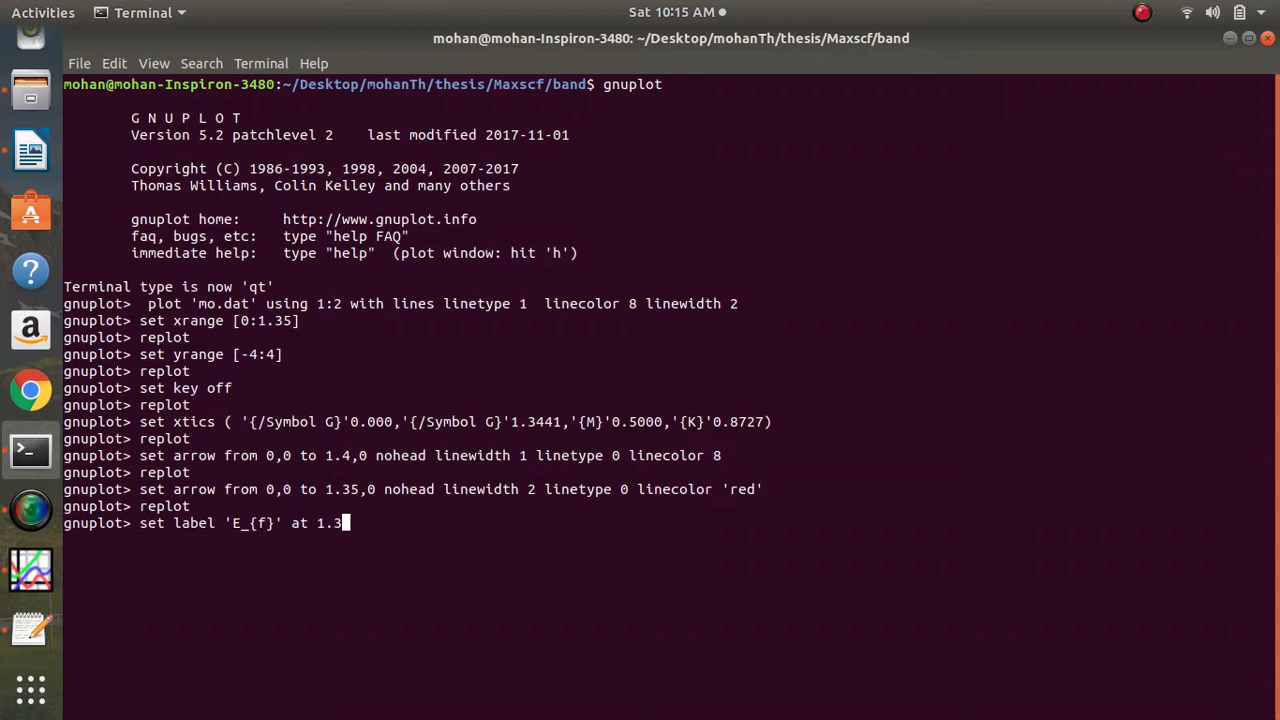 Activities Terminal Sat 10:15 AM
mohan@mohan-Inspiron-3480: ~/Desktop/mohanTh/thesis/Maxscf/band
File Edit View Search Terminal Help
mohan@mohan-Inspiron-3480:~/Desktop/mohanTh/thesis/Maxscf/band$ gnuplot
G N U P L O T
Version 5.2 patchlevel 2    last modified 2017-11-01
Copyright (C) 1986-1993, 1998, 2004, 2007-2017
Thomas Williams, Colin Kelley and many others
gnuplot home:     http://www.gnuplot.info
faq, bugs, etc:   type "help FAQ"
immediate help:   type "help"  (plot window: hit 'h')
Terminal type is now 'qt'
gnuplot>  plot 'mo.dat' using 1:2 with lines linetype 1  linecolor 8 linewidth 2
gnuplot> set xrange [0:1.35]
gnuplot> replot
gnuplot> set yrange [-4:4]
gnuplot> replot
gnuplot> set key off
gnuplot> replot
gnuplot> set xtics ( '{/Symbol G}'0.000,'{/Symbol G}'1.3441,'{M}'0.5000,'{K}'0.8727)
gnuplot> replot
gnuplot> set arrow from 0,0 to 1.4,0 nohead linewidth 1 linetype 0 linecolor 8
gnuplot> replot
gnuplot> set arrow from 0,0 to 1.35,0 nohead linewidth 2 linetype 0 linecolor 'red'
gnuplot> replot
gnuplot> set label 'E_{f}' at 1.3